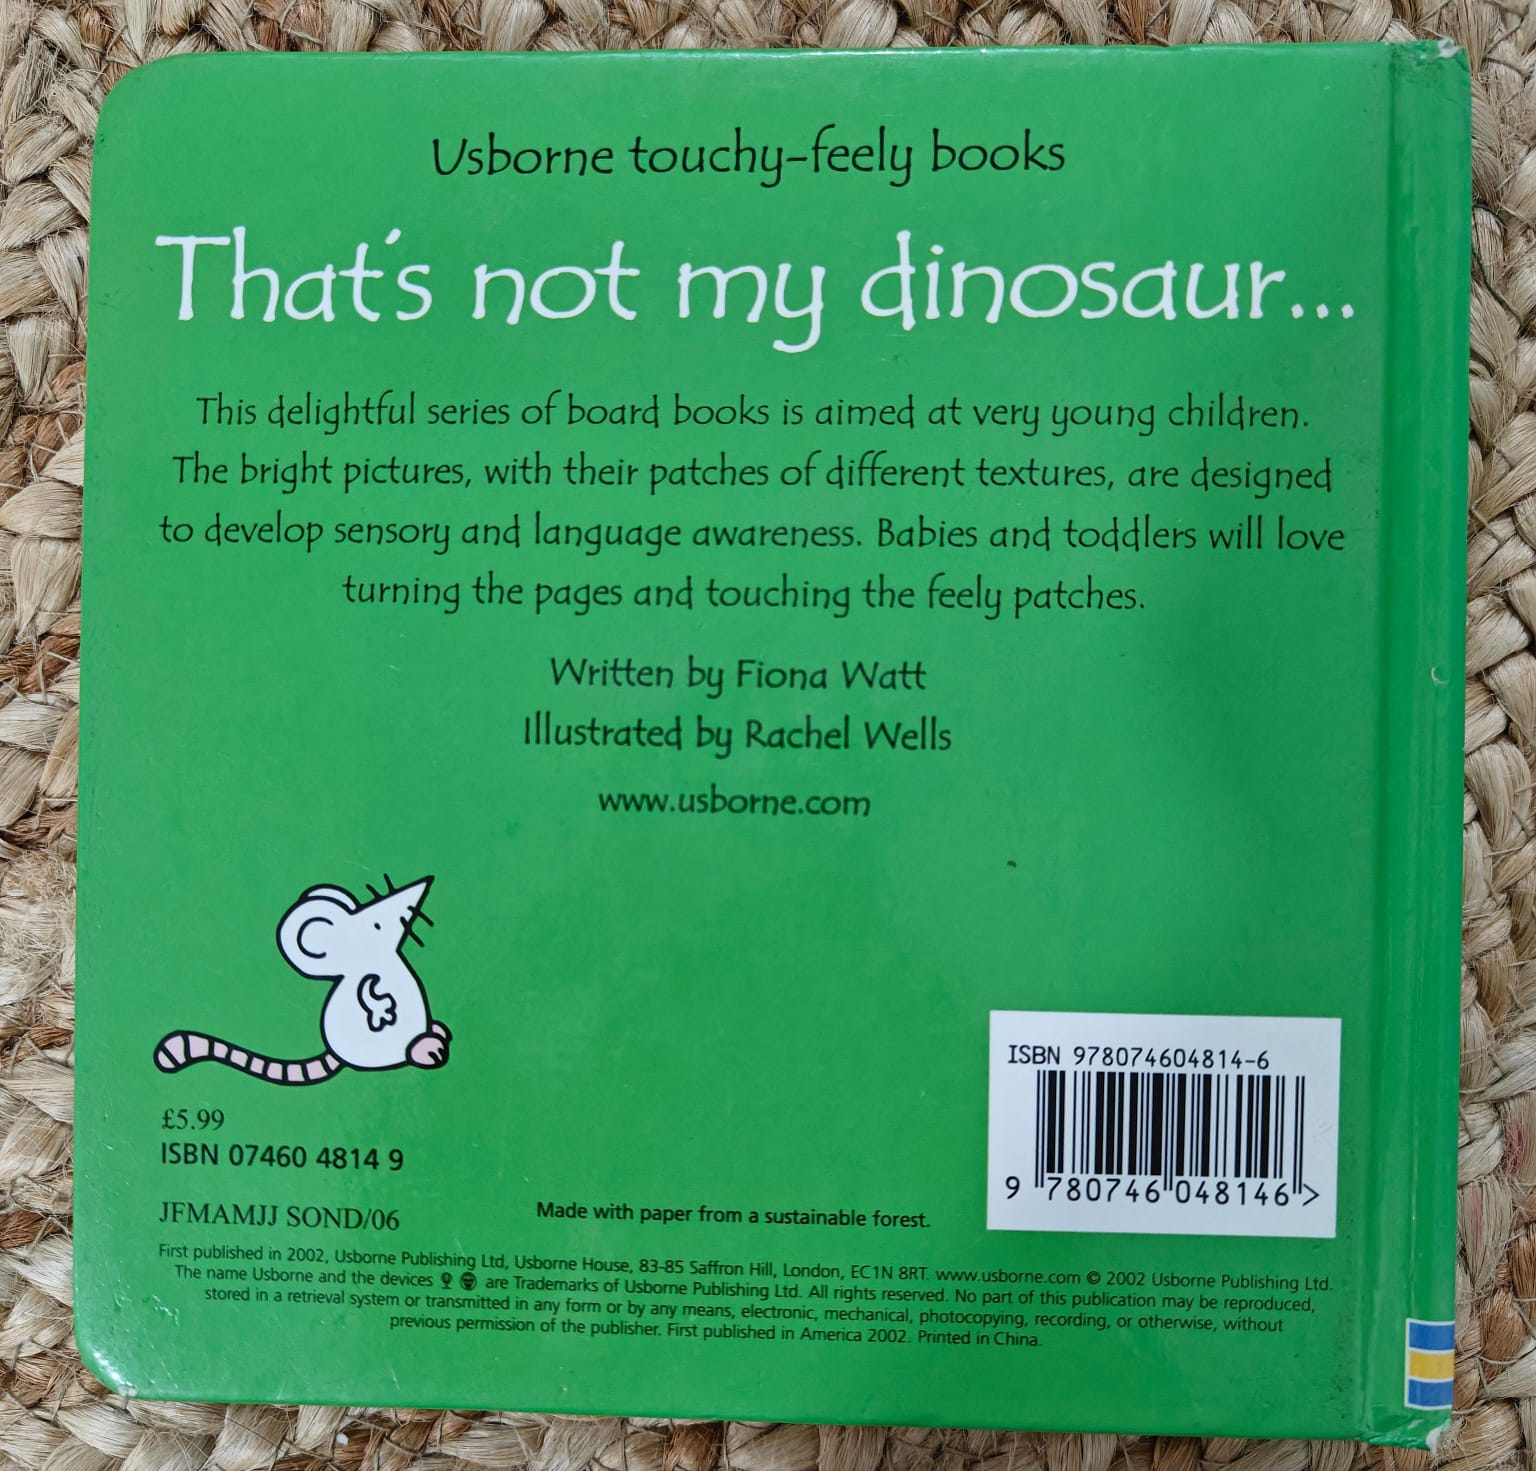 Usborne touchy-feely books
That's not my dinosaur...
This delightful series of board books is aimed at very young children.
The bright pictures, with their patches of different textures, are designed
to develop sensory and language awareness. Babies and toddlers will love
turning the pages and touching the feely patches.
Written by Fiona Watt
Illustrated by Rachel Wells
www.usborne.com
£5.99
ISBN 07460 4814 9
JFMAMJJ SOND/06
Made with paper from a sustainable forest.
ISBN 978074604814-6
9 780746 048146 >
First published in 2002, Usborne Publishing Ltd, Usborne House, 83-85 Saffron Hill, London, EC1N 8RT. www.usborne.com © 2002 Usborne Publishing Ltd.
The name Usborne and the devices are Trademarks of Usborne Publishing Ltd. All rights reserved. No part of this publication may be reproduced,
stored in a retrieval system or transmitted in any form or by any means, electronic, mechanical, photocopying, recording, or otherwise, without
previous permission of the publisher. First published in America 2002. Printed in China.